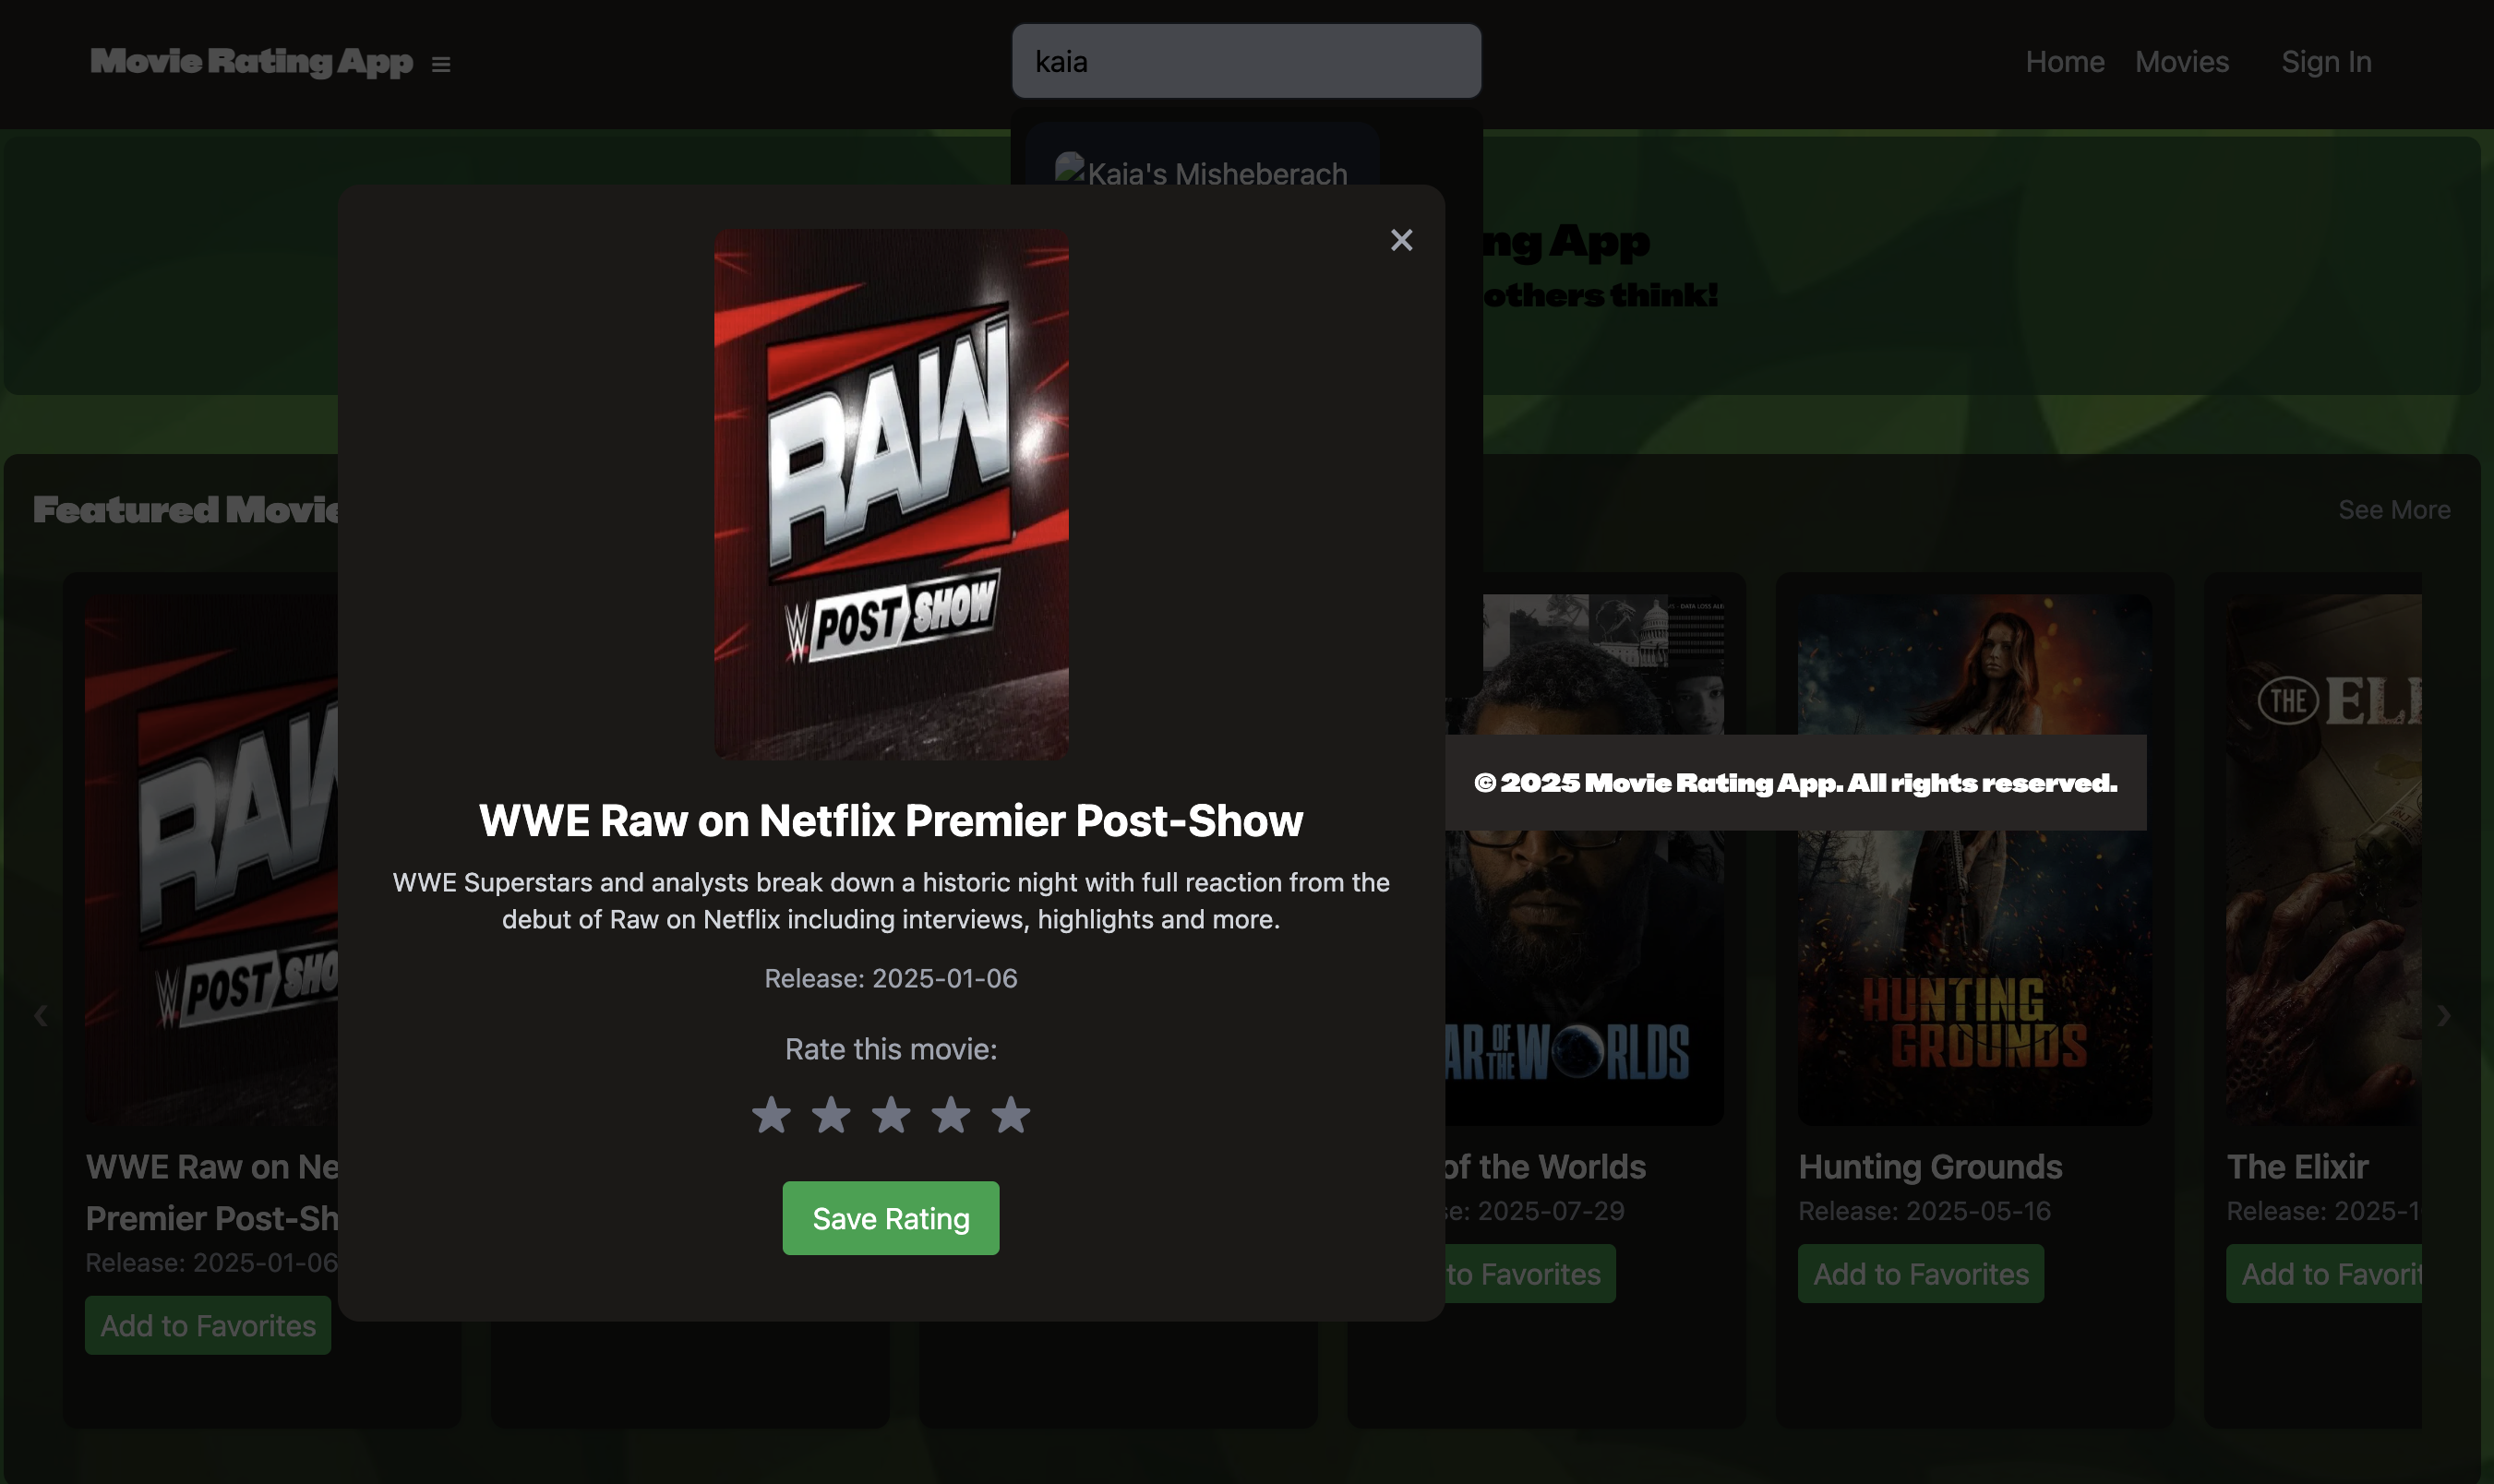 Movie Rating App
kaia
Home Movies Sign In
Kaia's Misheberach
ng App
others think!
×
RAW
W POST SHOW
WWE Raw on Netflix Premier Post-Show
WWE Superstars and analysts break down a historic night with full reaction from the
debut of Raw on Netflix including interviews, highlights and more.
Release: 2025-01-06
Rate this movie:
Save Rating
Featured Movie
See More
‹
RAW
W POST SHO
WWE Raw on Ne
Premier Post-Sh
Release: 2025-01-06
Add to Favorites
© 2025 Movie Rating App. All rights reserved.
AR OF THE WORLDS
of the Worlds
se: 2025-07-29
to Favorites
HUNTING
GROUNDS
Hunting Grounds
Release: 2025-05-16
Add to Favorites
THE ELI
The Elixir
Release: 2025-1
Add to Favorit
›